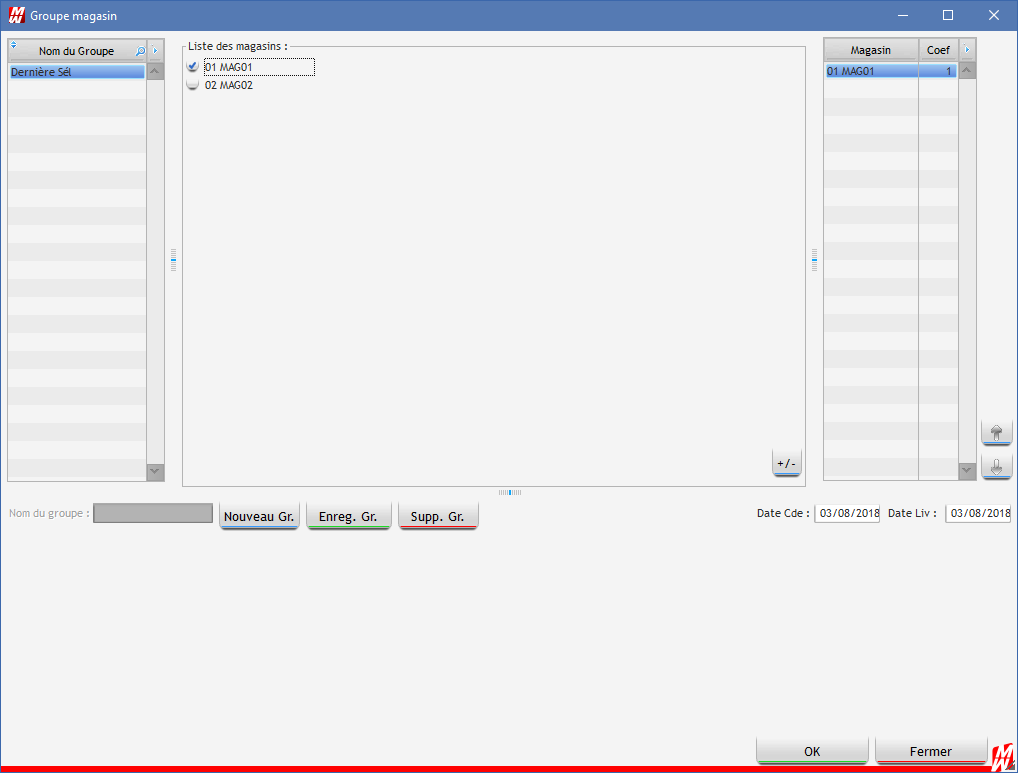 Groupe magasin
Nom du Groupe
Dernière Sél
Liste des magasins :
01 MAG01
02 MAG02
+/-
Magasin Coef
01 MAG01 1
Nom du groupe :
Nouveau Gr. Enreg. Gr. Supp. Gr.
Date Cde : 03/08/2018 Date Liv : 03/08/2018
OK Fermer